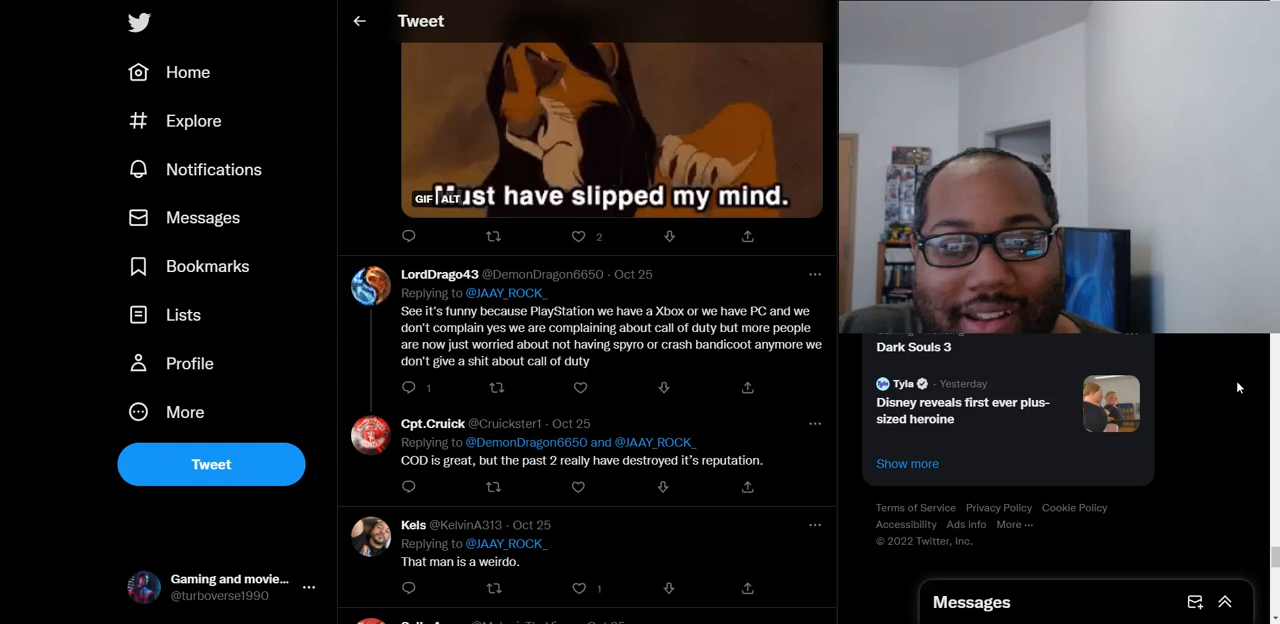 Tweet
Home
Explore
Notifications
Messages
Bookmarks
Lists
Profile
More
Tweet
Gaming and movie...
@turboverse1990
GIF ALT
Must have slipped my mind.
2
LordDrago43 @DemonDragon6650 · Oct 25
Replying to @JAAY_ROCK_
See it's funny because PlayStation we have a Xbox or we have PC and we
don't complain yes we are complaining about call of duty but more people
are now just worried about not having spyro or crash bandicoot anymore we
don't give a shit about call of duty
1
Cpt.Cruick @Cruickster1 · Oct 25
Replying to @DemonDragon6650 and @JAAY_ROCK_
COD is great, but the past 2 really have destroyed it's reputation.
Kels @KelvinA313 · Oct 25
Replying to @JAAY_ROCK_
That man is a weirdo.
1
Dark Souls 3
Tyla · Yesterday
Disney reveals first ever plus-
sized heroine
Show more
Terms of Service Privacy Policy Cookie Policy
Accessibility Ads info More ···
© 2022 Twitter, Inc.
Messages